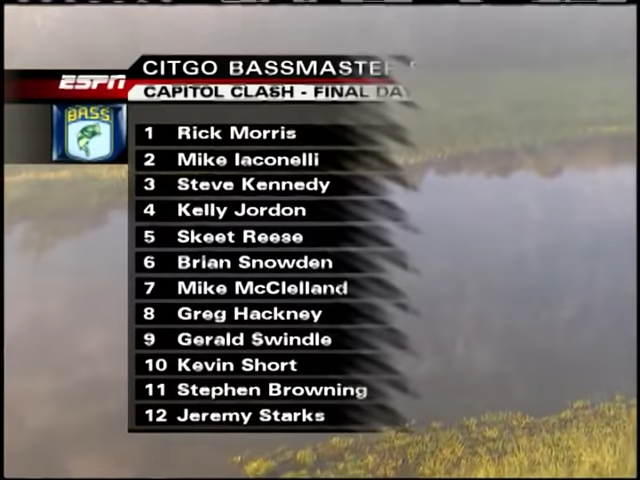 CITGO BASSMASTER
ESPN
CAPITOL CLASH - FINAL DA
BASS
1 Rick Morris
2 Mike Iaconelli
3 Steve Kennedy
4 Kelly Jordon
5 Skeet Reese
6 Brian Snowden
7 Mike McClelland
8 Greg Hackney
9 Gerald Swindle
10 Kevin Short
11 Stephen Browning
12 Jeremy Starks